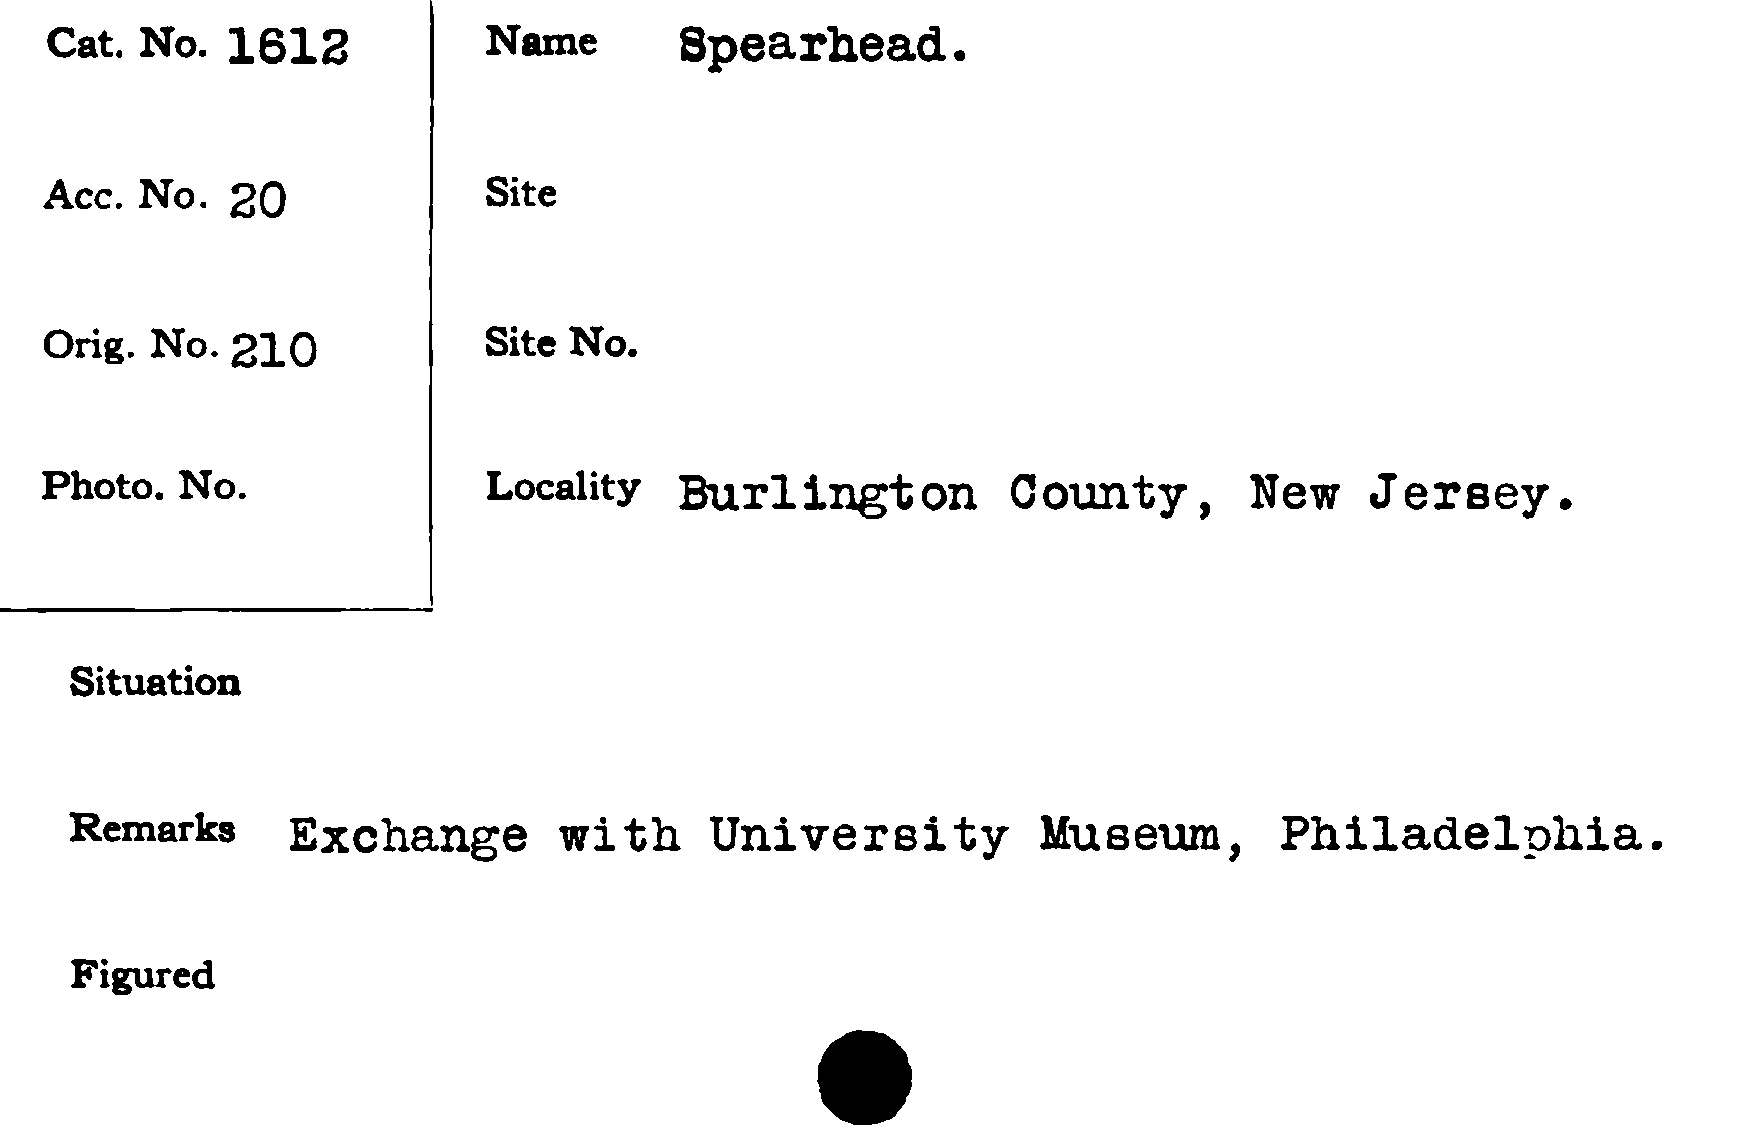 Cat. No. 1612
Name Spearhead.
Acc. No. 20
Site
Orig. No. 210
Site No.
Photo. No.
Locality Burlington County, New Jersey.
Situation
Remarks Exchange with University Museum, Philadelphia.
Figured